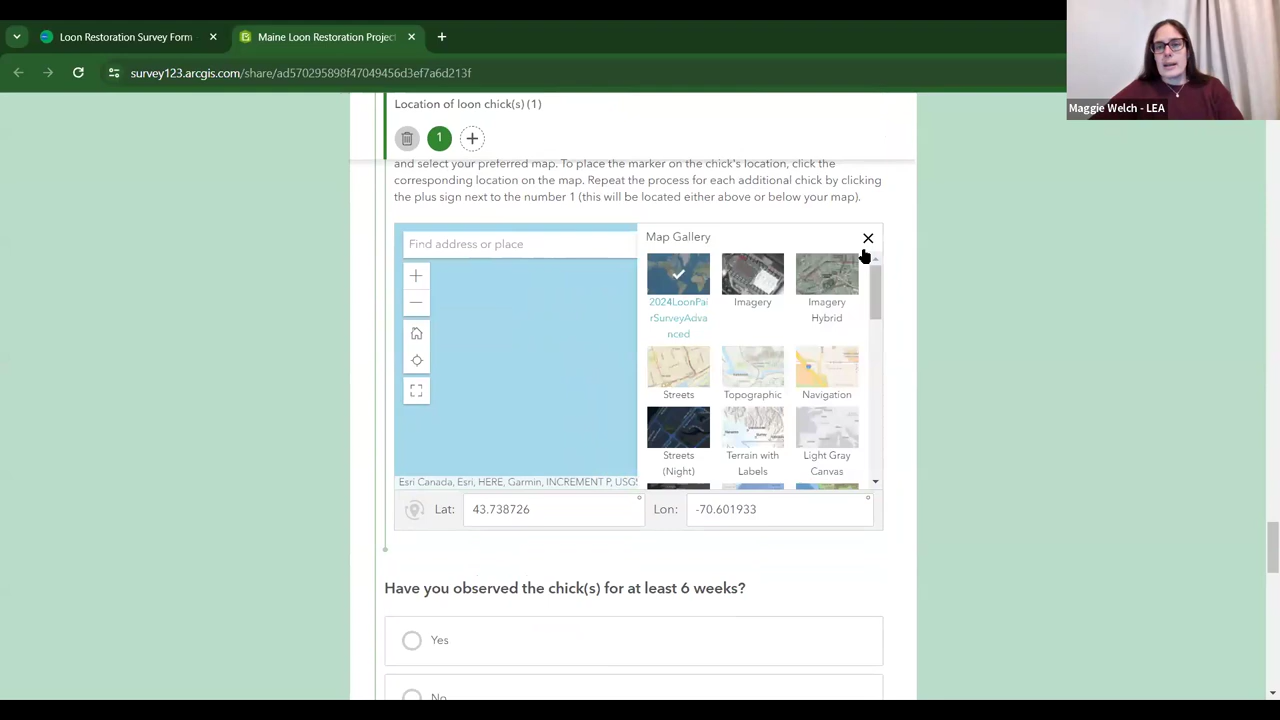 Loon Restoration Survey Form
Maine Loon Restoration Projec
survey123.arcgis.com/share/ad570295898f47049456d3ef7a6d213f
Maggie Welch - LEA
Location of loon chick(s) (1)
1
and select your preferred map. To place the marker on the chick's location, click the
corresponding location on the map. Repeat the process for each additional chick by clicking
the plus sign next to the number 1 (this will be located either above or below your map).
Find address or place
Map Gallery
2024LoonPai
rSurveyAdva
nced
Imagery
Imagery
Hybrid
Streets
Topographic
Navigation
Streets
(Night)
Terrain with
Labels
Light Gray
Canvas
Esri Canada, Esri, HERE, Garmin, INCREMENT P, USG
Lat:
43.738726
Lon:
-70.601933
Have you observed the chick(s) for at least 6 weeks?
Yes
No